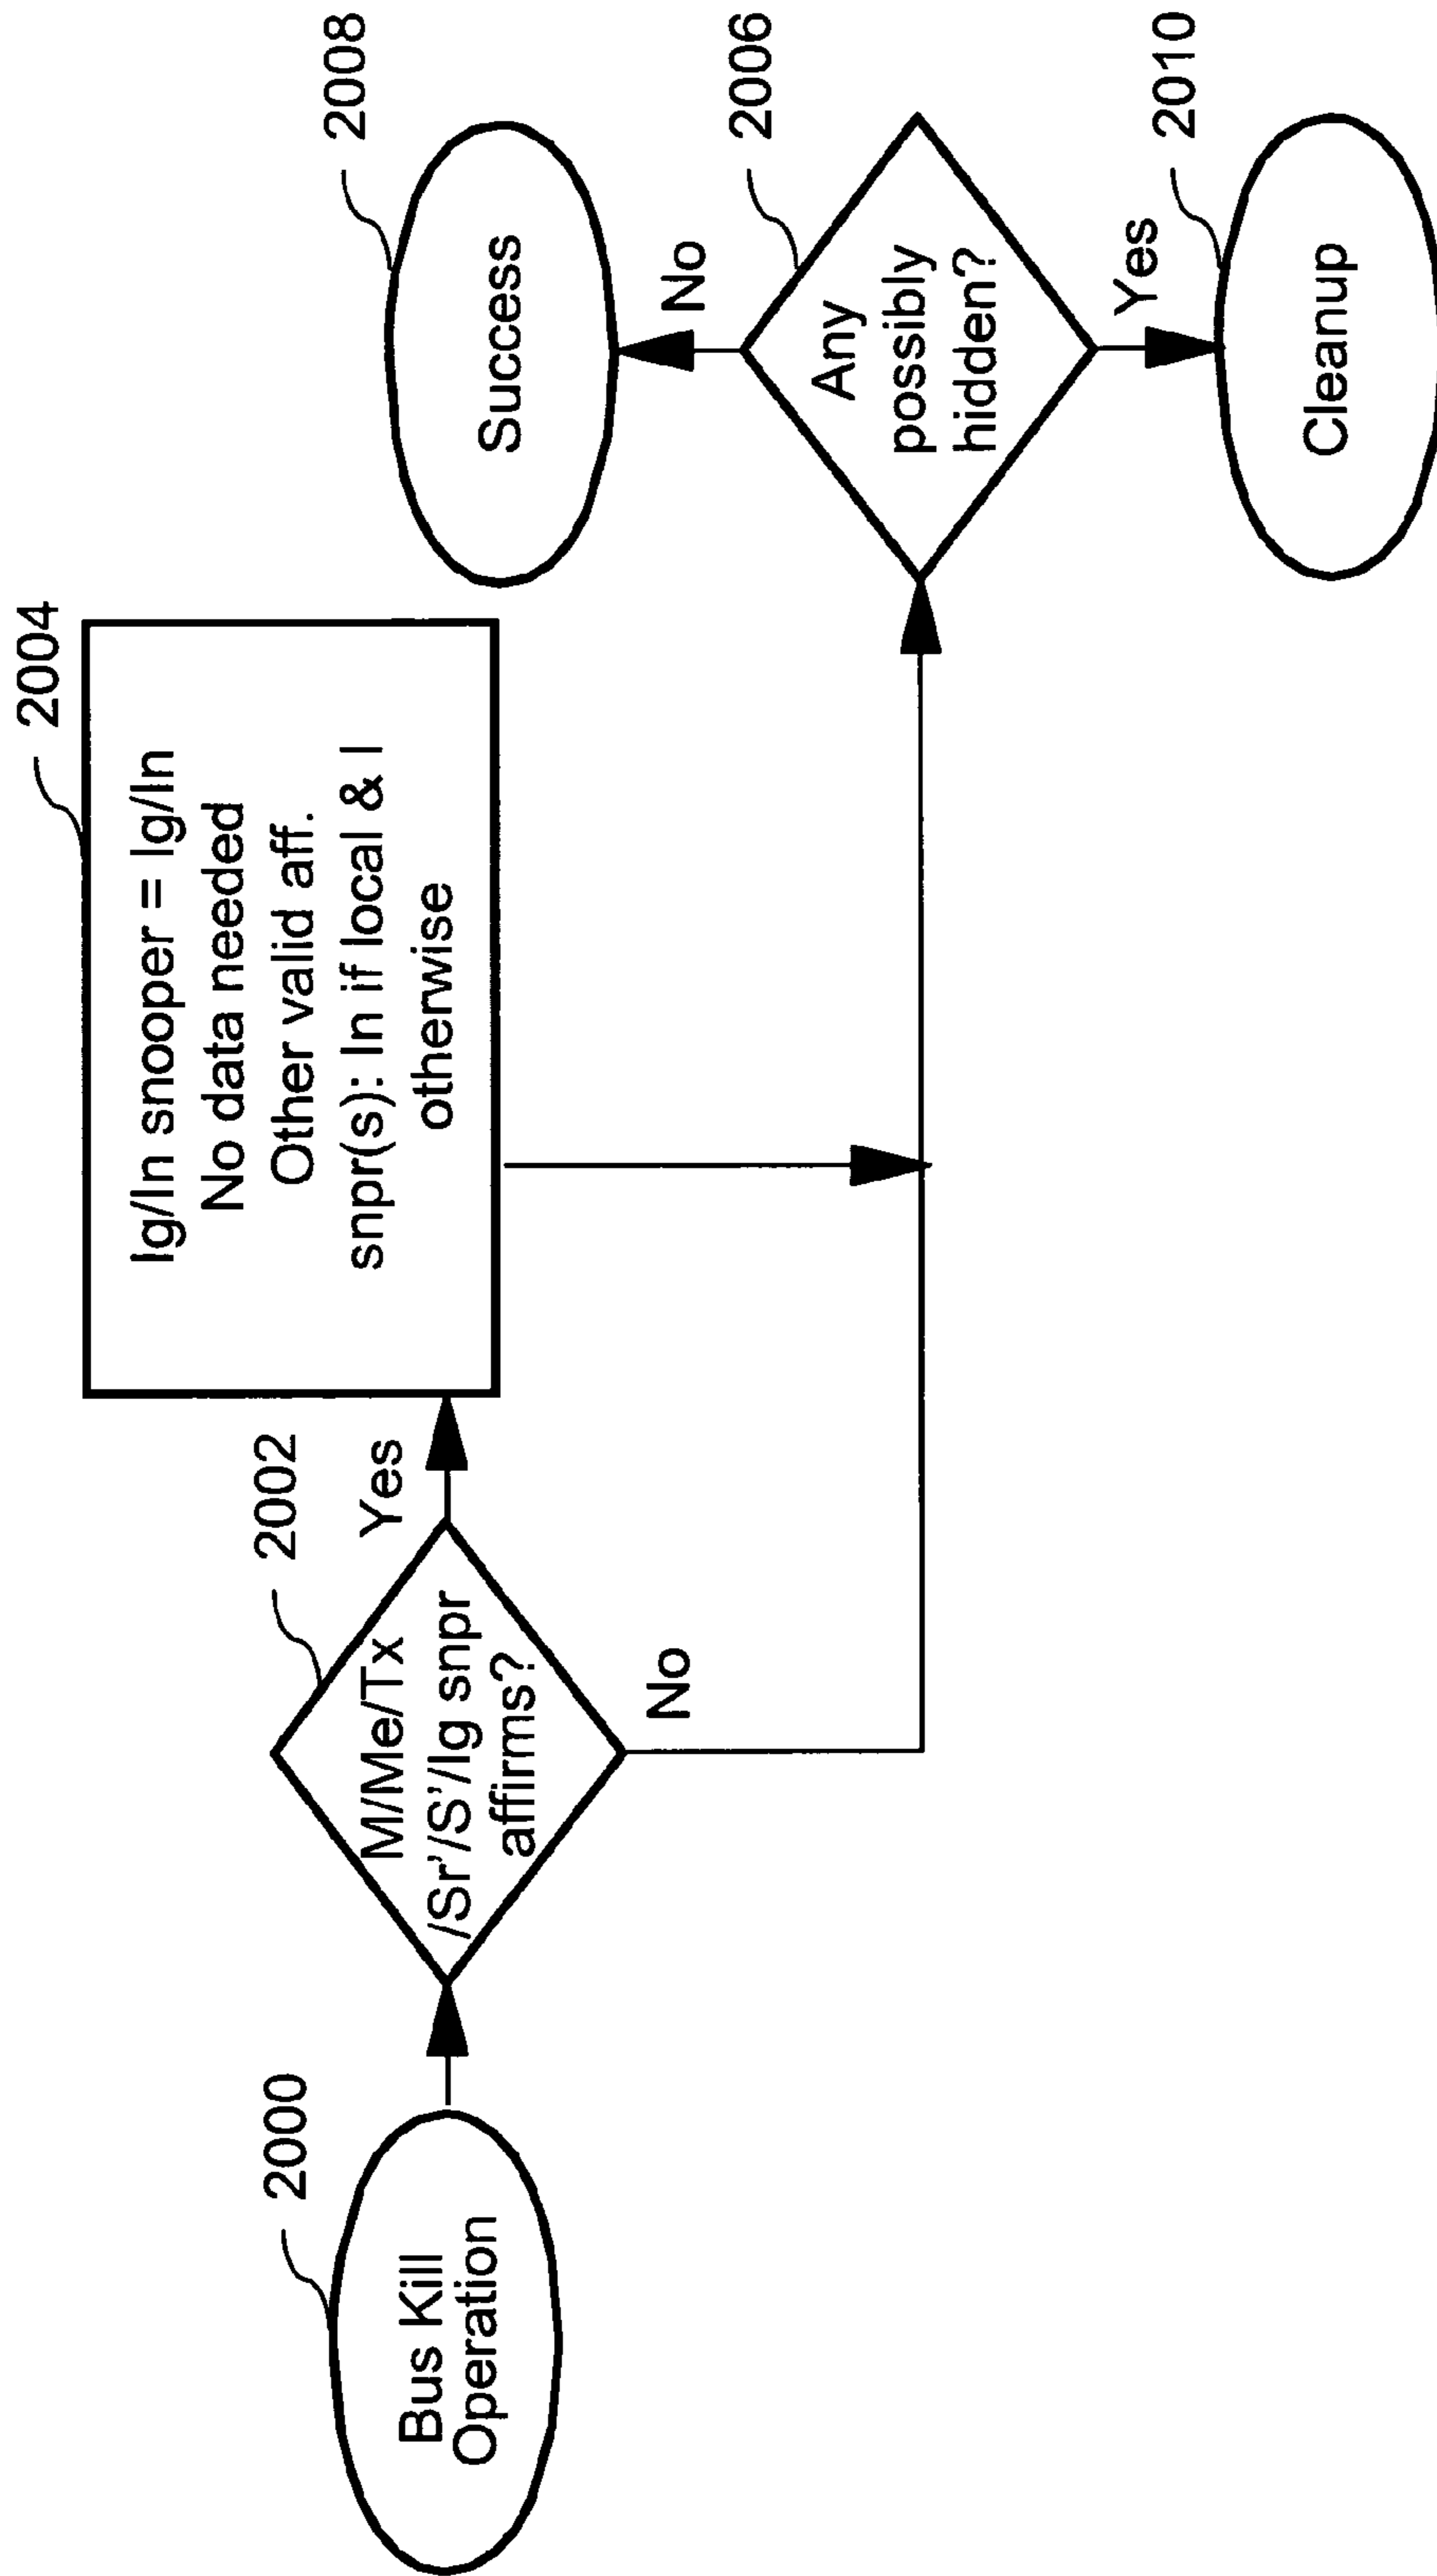 2000
Bus Kill
Operation
2002
M/Me/Tx
/Sr'/S'/Ig snpr
affirms?
Yes
No
2004
Ig/In snooper = Ig/In
No data needed
Other valid aff.
snpr(s): In if local & I
otherwise
2006
Any
possibly
hidden?
No
Yes
2008
Success
2010
Cleanup